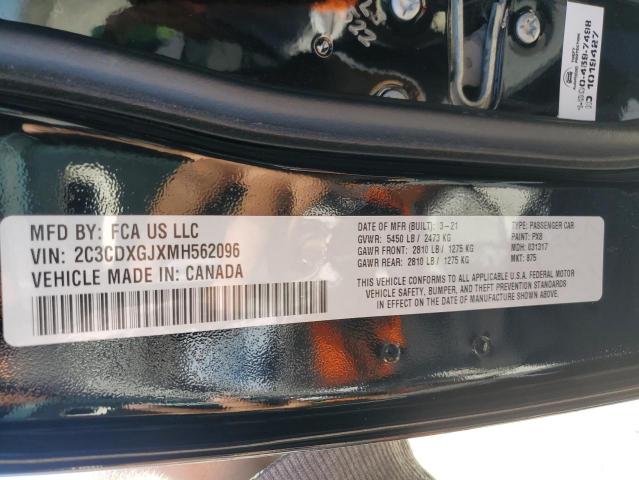 MFD BY: FCA US LLC
VIN: 2C3CDXGJXMH562096
VEHICLE MADE IN: CANADA
DATE OF MFR (BUILT): 3-21
GVWR: 5450 LB / 2473 KG
GAWR FRONT: 2810 LB / 1275 KG
GAWR REAR: 2810 LB / 1275 KG
TYPE: PASSENGER CAR
PAINT: PX8
MDH: 031317
MKT: 875
THIS VEHICLE CONFORMS TO ALL APPLICABLE U.S.A. FEDERAL MOTOR
VEHICLE SAFETY, BUMPER, AND THEFT PREVENTION STANDARDS
IN EFFECT ON THE DATE OF MANUFACTURE SHOWN ABOVE.
1019427